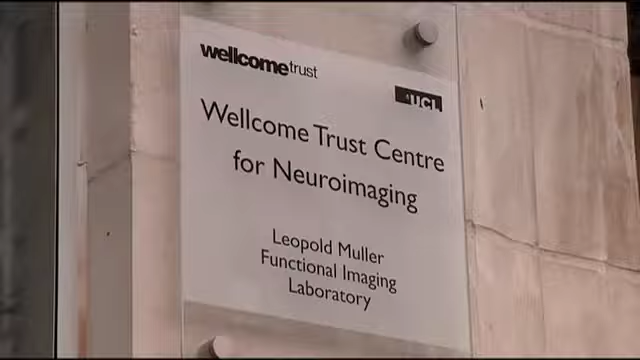 wellcometrust
UCL
Wellcome Trust Centre
for Neuroimaging
Leopold Muller
Functional Imaging
Laboratory